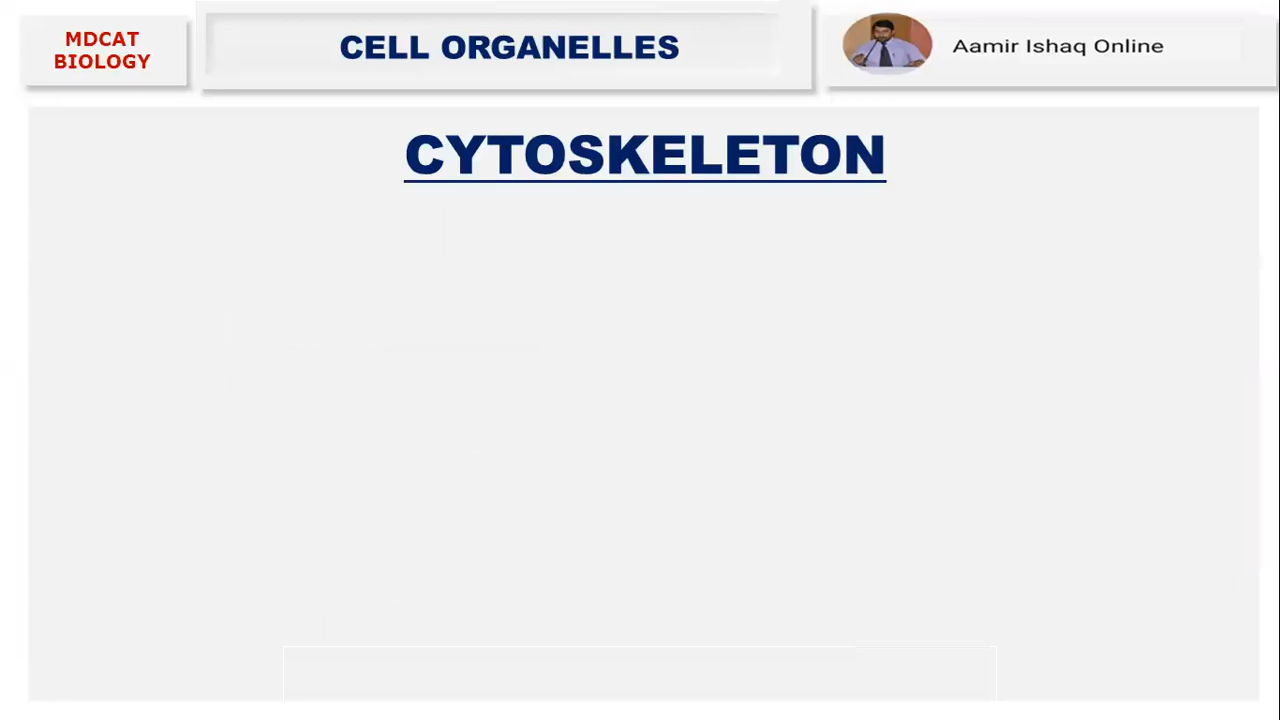 MDCAT
BIOLOGY
CELL ORGANELLES
Aamir Ishaq Online
CYTOSKELETON